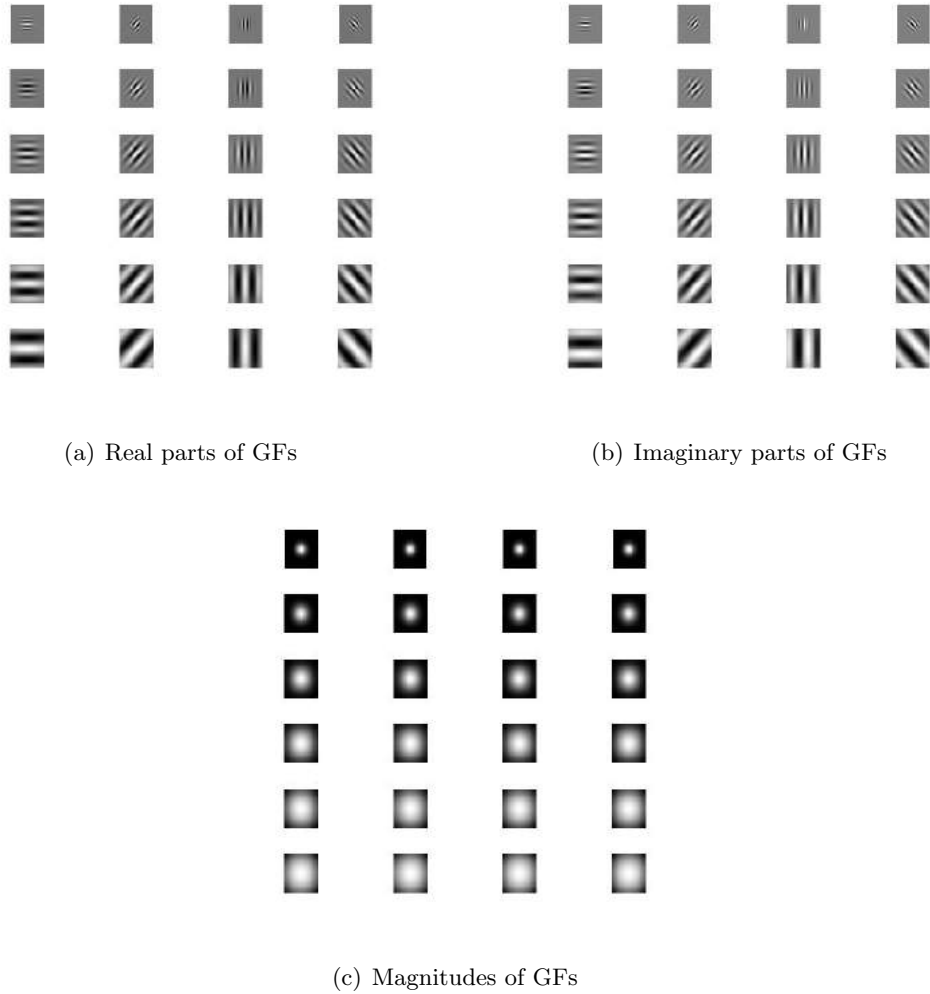 (a) Real parts of GFs
(b) Imaginary parts of GFs
(c) Magnitudes of GFs